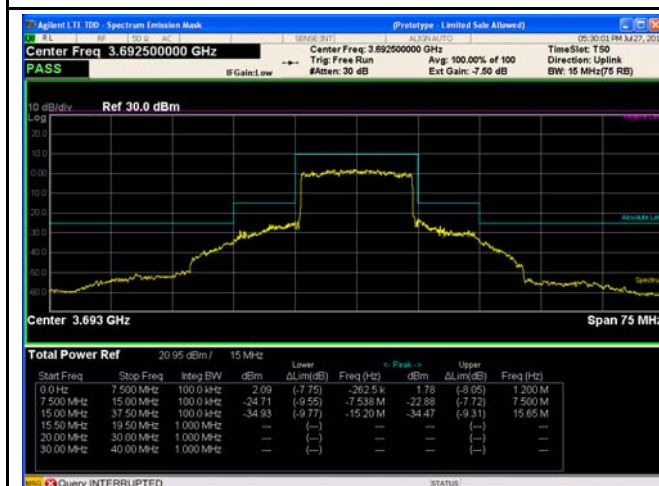 Agilent LTE TDD - Spectrum Emission Mask (Prototype - Limited Sale Allowed)
RL RF 50 Ω AC SENSE:INT ALIGN AUTO 05:30:01 PM Jul 27, 201
Center Freq 3.692500000 GHz Center Freq: 3.692500000 GHz TimeSlot: TS0
Trig: Free Run Avg: 100.00% of 100 Direction: Uplink
PASS IFGain:Low #Atten: 30 dB Ext Gain: -7.50 dB BW: 15 MHz(75 RB)
10 dB/div Ref 30.0 dBm
Log
20.0
10.0
0.00
-10.0
-20.0
Absolute Lim
-30.0
-40.0
-50.0
Spectru
-60.0
Center 3.693 GHz Span 75 MHz
Total Power Ref 20.95 dBm / 15 MHz
Lower <- Peak -> Upper
Start Freq Stop Freq Integ BW dBm ΔLim(dB) Freq (Hz) dBm ΔLim(dB) Freq (Hz)
0.0 Hz 7.500 MHz 100.0 kHz 2.09 (-7.75) -262.5 k 1.78 (-8.05) 1.200 M
7.500 MHz 15.00 MHz 100.0 kHz -24.71 (-9.55) -7.538 M -22.88 (-7.72) 7.500 M
15.00 MHz 37.50 MHz 100.0 kHz -34.93 (-9.77) -15.20 M -34.47 (-9.31) 15.65 M
15.50 MHz 19.50 MHz 1.000 MHz --- (---) --- (---)
20.00 MHz 30.00 MHz 1.000 MHz --- (---) --- (---)
30.00 MHz 40.00 MHz 1.000 MHz --- (---) --- (---)
MSG Query INTERRUPTED STATUS